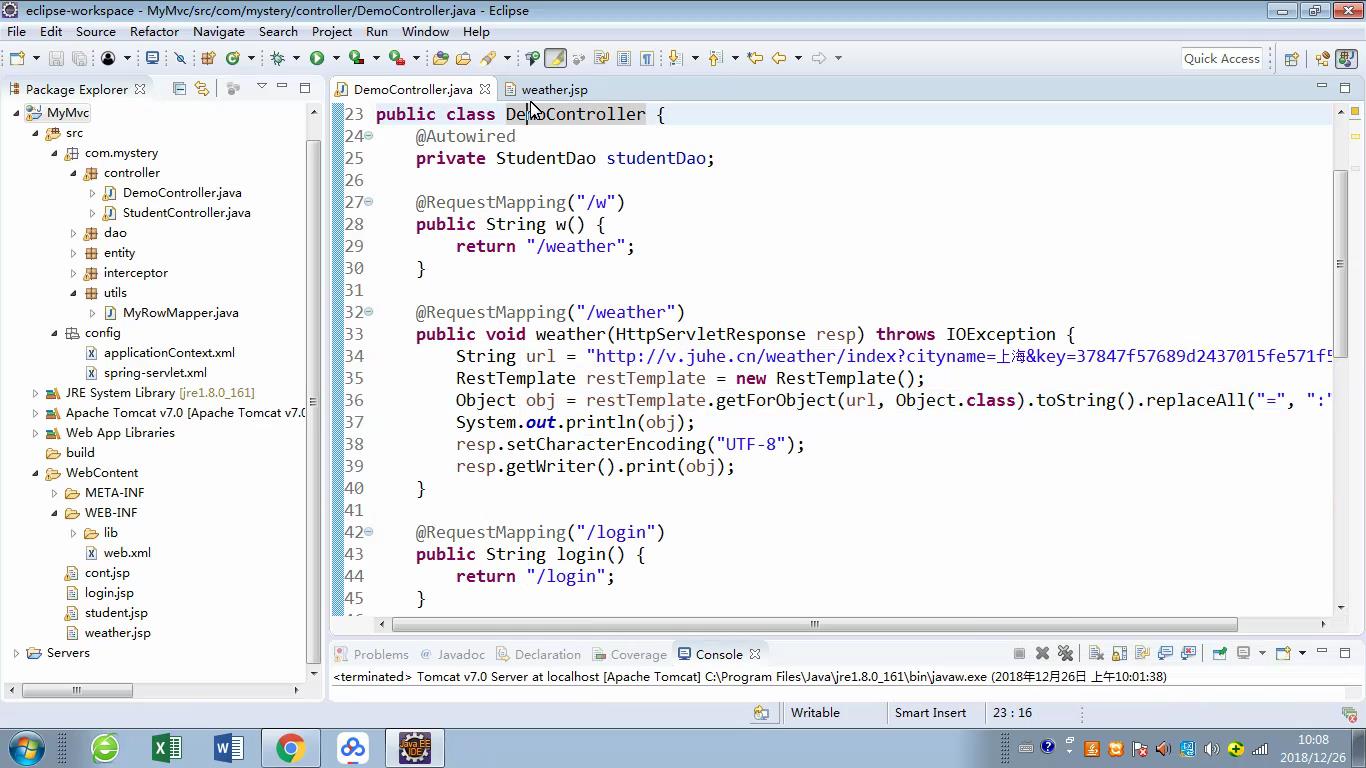 eclipse-workspace - MyMvc/src/com/mystery/controller/DemoController.java - Eclipse
File Edit Source Refactor Navigate Search Project Run Window Help
Quick Access
Package Explorer
MyMvc
src
com.mystery
controller
DemoController.java
StudentController.java
dao
entity
interceptor
utils
MyRowMapper.java
config
applicationContext.xml
spring-servlet.xml
JRE System Library [jre1.8.0_161]
Apache Tomcat v7.0 [Apache Tomcat v7.0
Web App Libraries
build
WebContent
META-INF
WEB-INF
lib
web.xml
cont.jsp
login.jsp
student.jsp
weather.jsp
Servers
DemoController.java weather.jsp
23 public class DemoController {
24 @Autowired
25 private StudentDao studentDao;
26
27 @RequestMapping("/w")
28 public String w() {
29 return "/weather";
30 }
31
32 @RequestMapping("/weather")
33 public void weather(HttpServletResponse resp) throws IOException {
34 String url = "http://v.juhe.cn/weather/index?cityname=上海&key=37847f57689d2437015fe571f5
35 RestTemplate restTemplate = new RestTemplate();
36 Object obj = restTemplate.getForObject(url, Object.class).toString().replaceAll("=", ":"
37 System.out.println(obj);
38 resp.setCharacterEncoding("UTF-8");
39 resp.getWriter().print(obj);
40 }
41
42 @RequestMapping("/login")
43 public String login() {
44 return "/login";
45 }
Problems @ Javadoc Declaration Coverage Console
<terminated> Tomcat v7.0 Server at localhost [Apache Tomcat] C:\Program Files\Java\jre1.8.0_161\bin\javaw.exe (2018年12月26日 上午10:01:38)
Writable Smart Insert 23 : 16
Java EE
IDE
10:08
2018/12/26